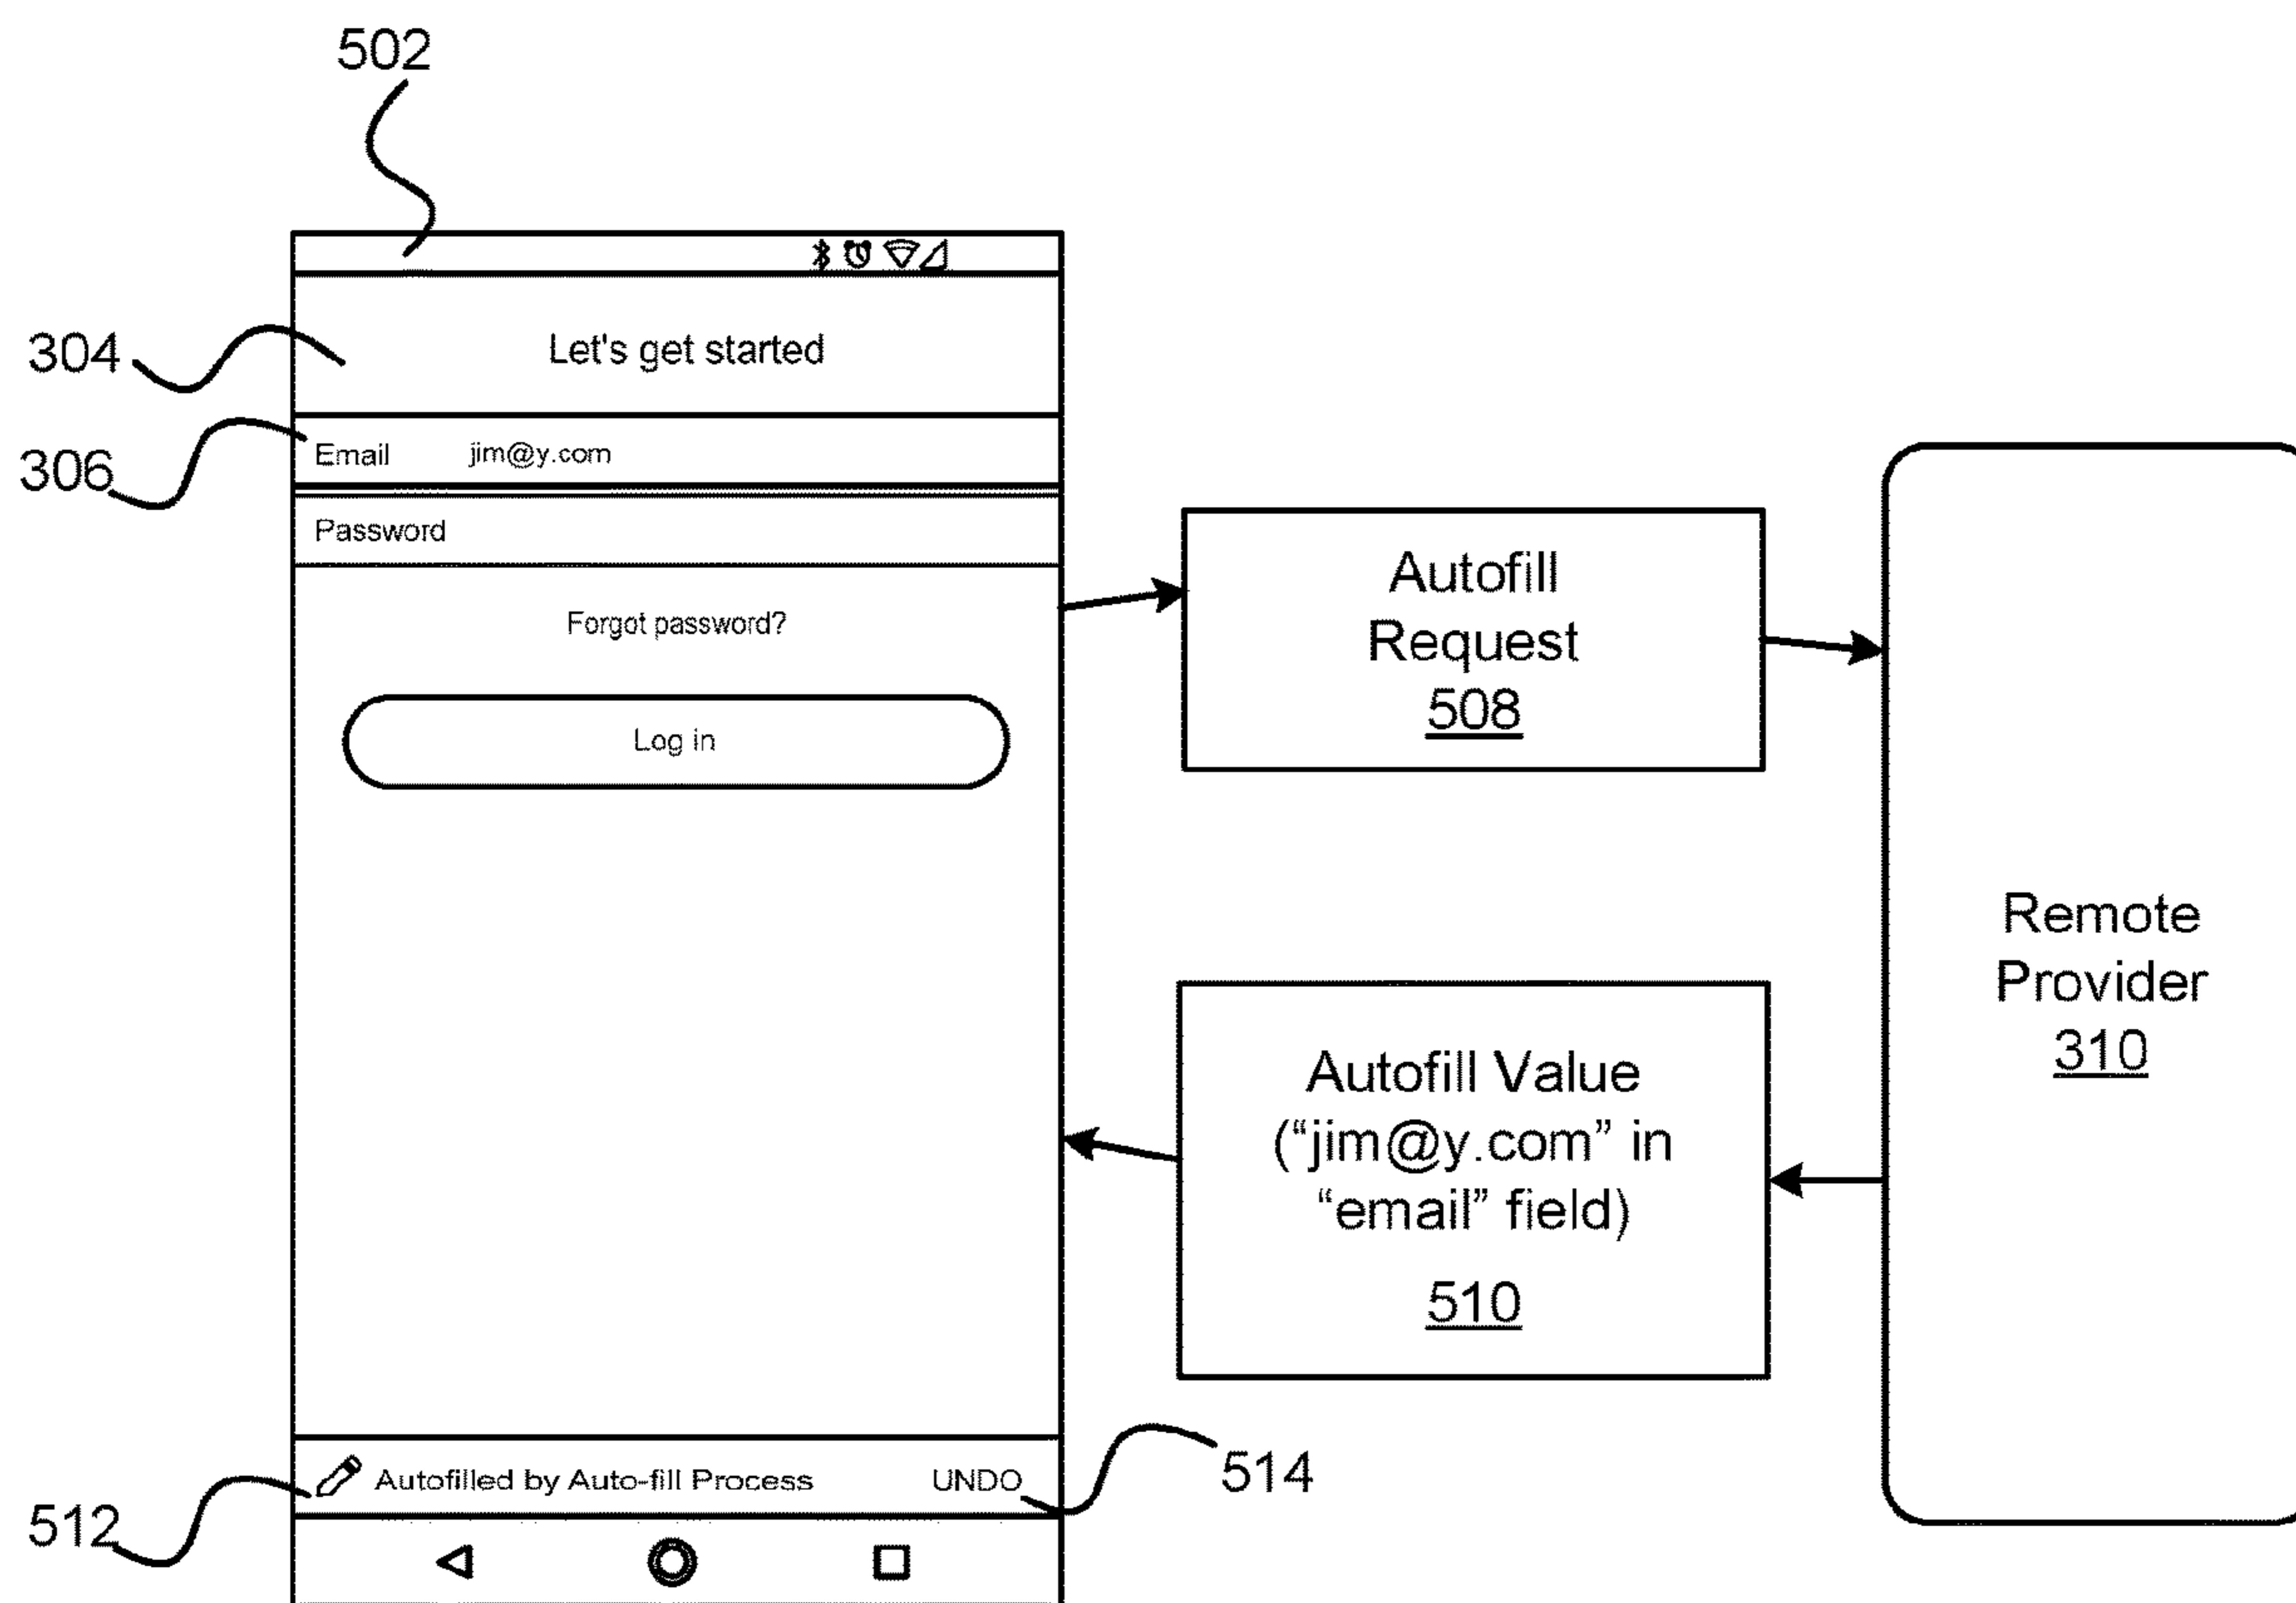 502
304
Let's get started
306
Email jim@y.com
Password
Forgot password?
Log in
Autofill
Request
508
Remote
Provider
310
Autofill Value
(“jim@y.com” in
“email” field)
510
512
Autofilled by Auto-fill Process UNDO
514